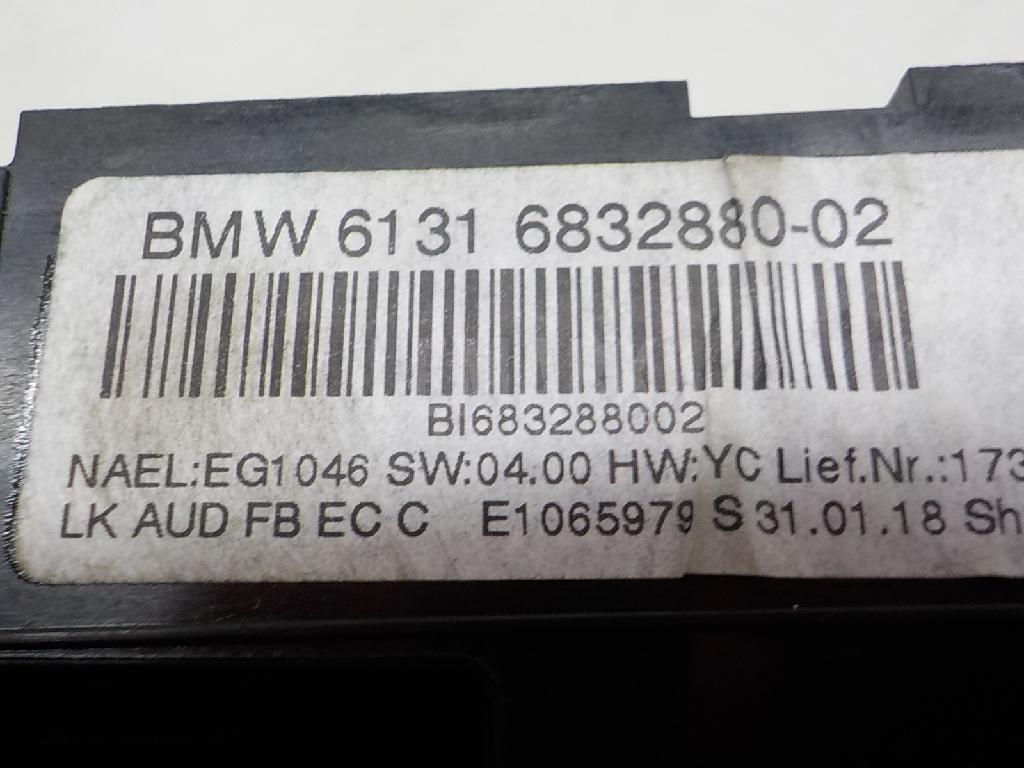 BMW 6131 6832880-02
BI683288002
NAEL:EG1046 SW:04.00 HW:YC Lief.Nr.:173
LK AUD FB EC C E1065979 S 31.01.18 Sh